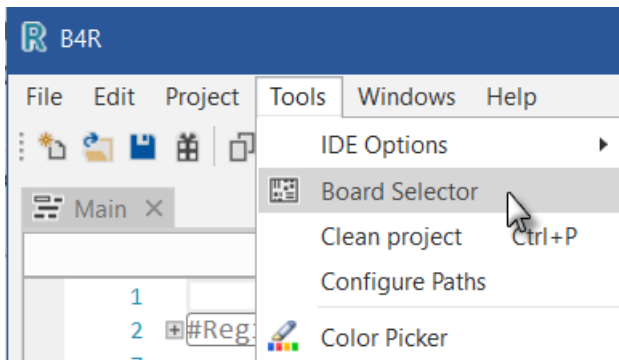 B4R
File Edit Project Tools Windows Help
IDE Options
Board Selector
Main
Clean project Ctrl+P
Configure Paths
1
2 #Reg
Color Picker